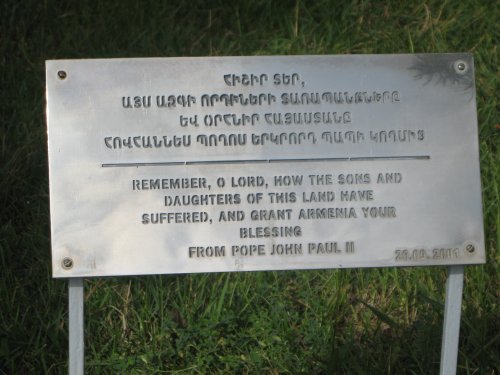 ՀԻՇԻՐ ՏԵՐ,
ԱՅՍ ԱԶԳԻ ՈՐԴԻՆԵՐԻ ՏԱՌԱՊԱՆՔՆԵՐԸ
ԵՎ ՕՐՀՆԻՐ ՀԱՅԱՍՏԱՆԸ
ՀՈՎՀԱՆՆԵՍ ՊՈՂՈՍ ԵՐԿՐՈՐԴ ՊԱՊԻ ԿՈՂՄԻՑ
REMEMBER, O LORD, HOW THE SONS AND
DAUGHTERS OF THIS LAND HAVE
SUFFERED, AND GRANT ARMENIA YOUR
BLESSING
FROM POPE JOHN PAUL II